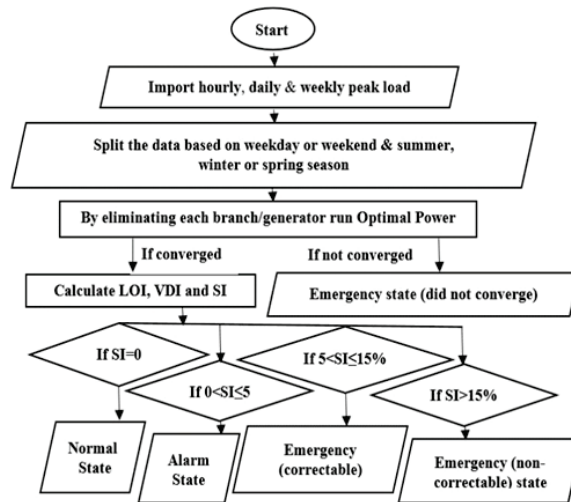 Start
Import hourly, daily & weekly peak load
Split the data based on weekday or weekend & summer,
winter or spring season
By eliminating each branch/generator run Optimal Power
If converged
If not converged
Calculate LOI, VDI and SI
Emergency state (did not converge)
If SI=0
If 0<SI≤5
If 5<SI≤15%
If SI>15%
Normal
State
Alarm
State
Emergency
(correctable)
Emergency (non-
correctable) state